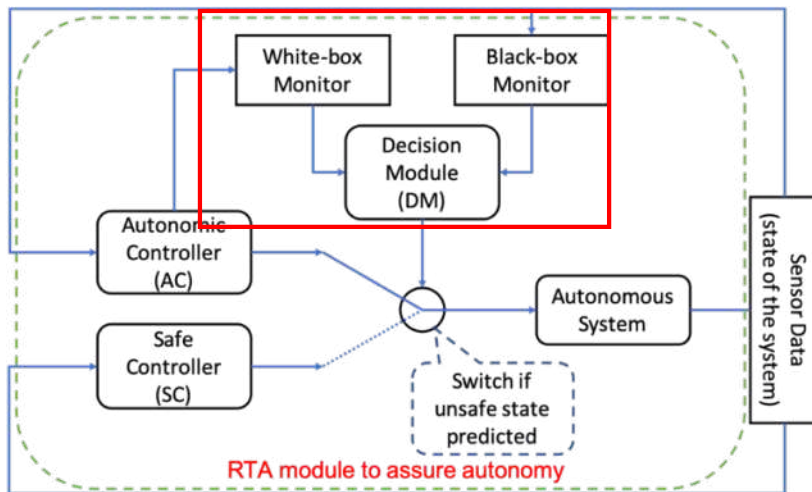 White-box
Monitor
Black-box
Monitor
Decision
Module
(DM)
Autonomic
Controller
(AC)
Safe
Controller
(SC)
Autonomous
System
Sensor Data
(state of the system)
Switch if
unsafe state
predicted
RTA module to assure autonomy